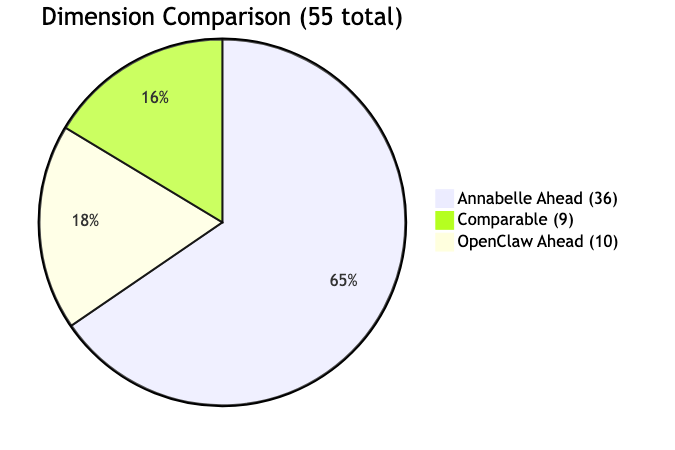 Dimension Comparison (55 total)
16%
18%
65%
Annabelle Ahead (36)
Comparable (9)
OpenClaw Ahead (10)